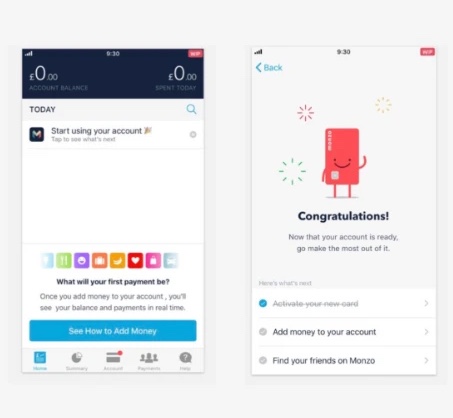 9:30
WIP
£0.00
£0.00
ACCOUNT BALANCE
SPENT TODAY
TODAY
Start using your account 🎉
Tap to see what's next
What will your first payment be?
Once you add money to your account , you'll
see your balance and payments in real time.
See How to Add Money
Home
Summary
Account
Payments
Help
9:30
WIP
Back
monzo
Congratulations!
Now that your account is ready,
go make the most out of it.
Here's what's next
Activate your new card
Add money to your account
Find your friends on Monzo